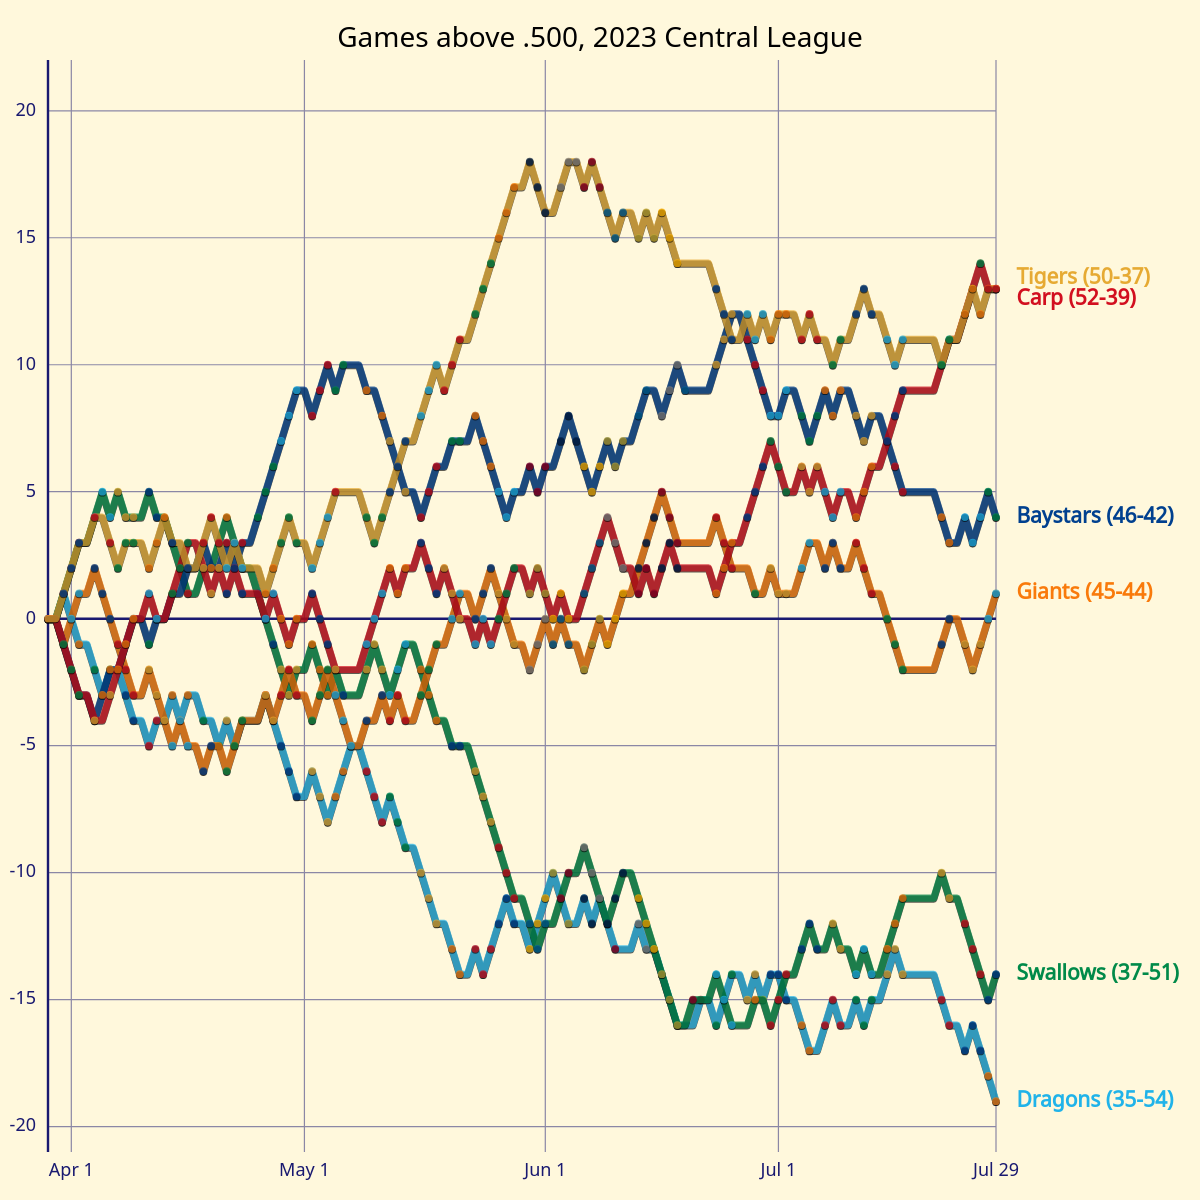 Games above .500, 2023 Central League
20
15
10
5
0
-5
-10
-15
-20
Tigers (50-37)
Carp (52-39)
Baystars (46-42)
Giants (45-44)
Swallows (37-51)
Dragons (35-54)
Apr 1
May 1
Jun 1
Jul 1
Jul 29